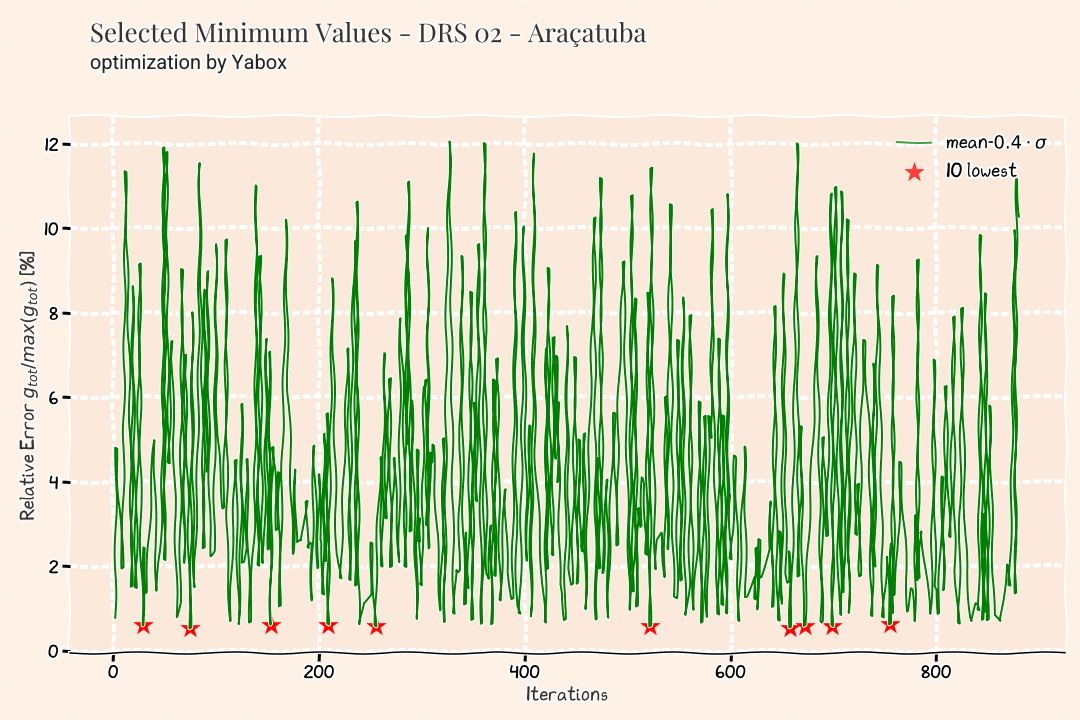 Selected Minimum Values - DRS 02 - Araçatuba
optimization by Yabox
Relative Error g_tot/max(g_tot) [%]
12
10
8
6
4
2
0
mean-0.4 · σ
10 lowest
0 200 400 600 800
Iterations